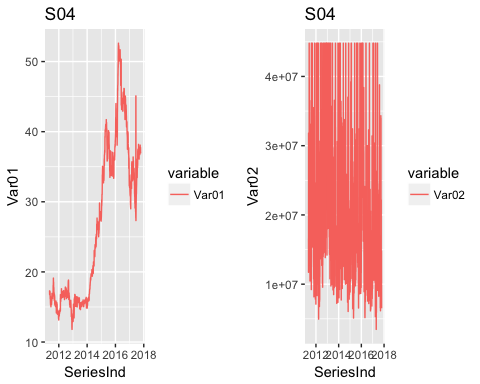 S04
50
40
30
20
10
Var01
2012 2014 2016 2018
SeriesInd
variable
Var01
S04
4e+07
3e+07
2e+07
1e+07
Var02
2012 2014 2016 2018
SeriesInd
variable
Var02